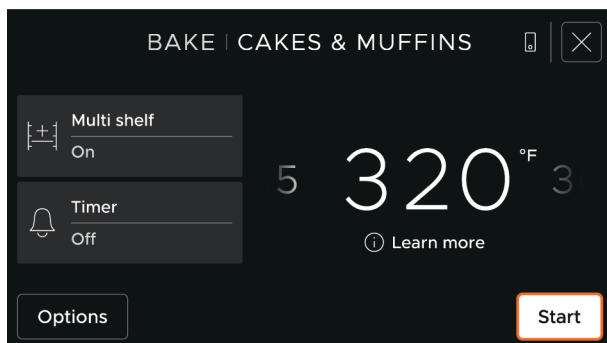 BAKE | CAKES & MUFFINS
Multi shelf
On
5 320 °F 3
Learn more
Timer
Off
Options
Start